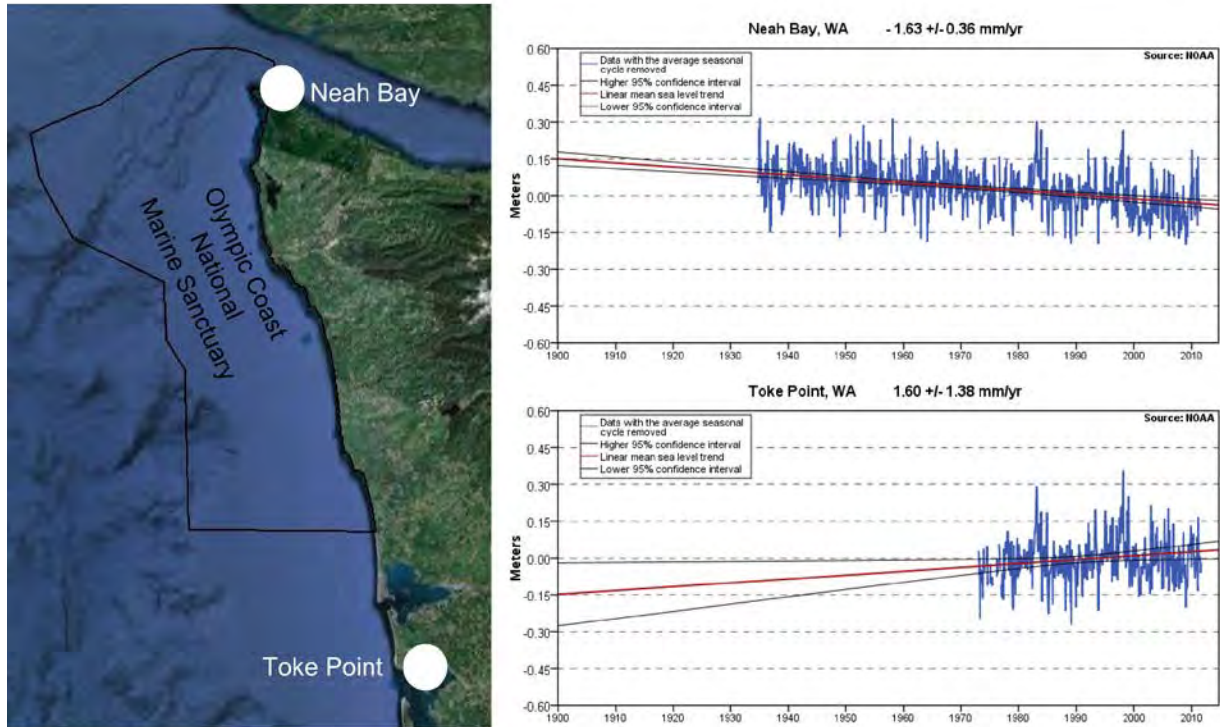 Neah Bay
Olympic Coast
National
Marine Sanctuary
Toke Point
Neah Bay, WA - 1.63 +/- 0.36 mm/yr
Source: NOAA
Data with the average seasonal
cycle removed
Higher 95% confidence interval
Linear mean sea level trend
Lower 95% confidence interval
0.60
0.45
0.30
0.15
0.00
-0.15
-0.30
-0.45
-0.60
Meters
1900 1910 1920 1930 1940 1950 1960 1970 1980 1990 2000 2010
Toke Point, WA 1.60 +/- 1.38 mm/yr
Source: NOAA
Data with the average seasonal
cycle removed
Higher 95% confidence interval
Linear mean sea level trend
Lower 95% confidence interval
0.60
0.45
0.30
0.15
0.00
-0.15
-0.30
-0.45
-0.60
Meters
1900 1910 1920 1930 1940 1950 1960 1970 1980 1990 2000 2010